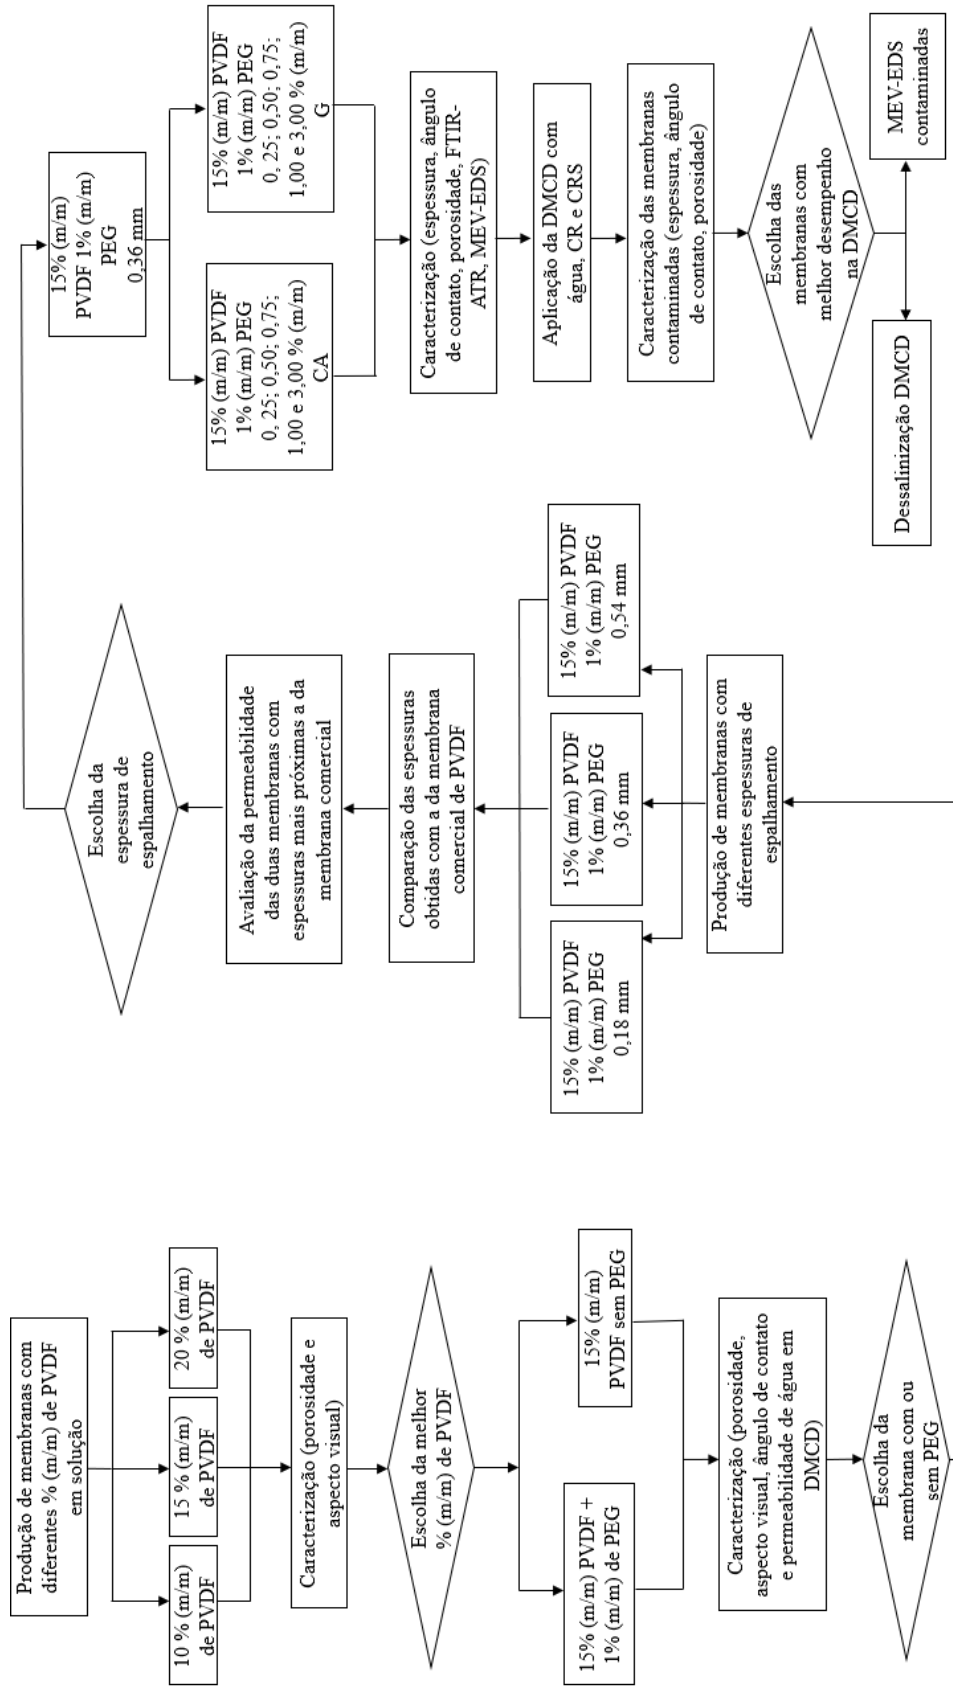 Produção de membranas com
diferentes % (m/m) de PVDF
em solução
10 % (m/m)
de PVDF
15 % (m/m)
de PVDF
20 % (m/m)
de PVDF
Caracterização (porosidade e
aspecto visual)
Escolha da melhor
% (m/m) de PVDF
15% (m/m) PVDF +
1% (m/m) de PEG
15% (m/m)
PVDF sem PEG
Caracterização (porosidade,
aspecto visual, ângulo de contato
e permeabilidade de água em
DMCD)
Escolha da
membrana com ou
sem PEG
Produção de membranas com
diferentes espessuras de
espalhamento
15% (m/m) PVDF
1% (m/m) PEG
0,18 mm
15% (m/m) PVDF
1% (m/m) PEG
0,36 mm
15% (m/m) PVDF
1% (m/m) PEG
0,54 mm
Comparação das espessuras
obtidas com a da membrana
comercial de PVDF
Avaliação da permeabilidade
das duas membranas com
espessuras mais próximas a da
membrana comercial
Escolha da
espessura de
espalhamento
15% (m/m)
PVDF 1% (m/m)
PEG
0,36 mm
15% (m/m) PVDF
1% (m/m) PEG
0, 25; 0,50; 0,75;
1,00 e 3,00 % (m/m)
CA
15% (m/m) PVDF
1% (m/m) PEG
0, 25; 0,50; 0,75;
1,00 e 3,00 % (m/m)
G
Caracterização (espessura, ângulo
de contato, porosidade, FTIR-
ATR, MEV-EDS)
Aplicação da DMCD com
água, CR e CRS
Caracterização das membranas
contaminadas (espessura, ângulo
de contato, porosidade)
Escolha das
membranas com
melhor desempenho
na DMCD
Dessalinização DMCD
MEV-EDS
contaminadas